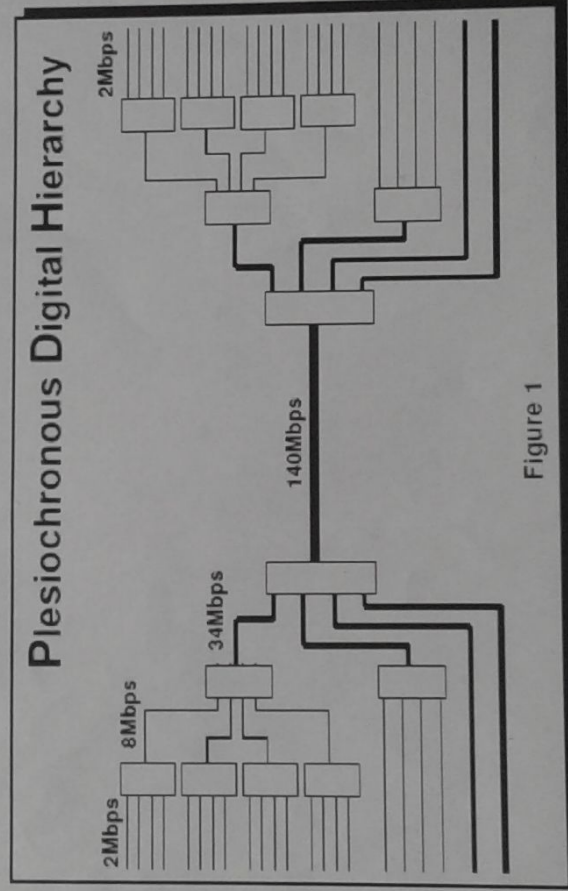 Plesiochronous Digital Hierarchy
2Mbps
8Mbps
34Mbps
140Mbps
2Mbps
Figure 1